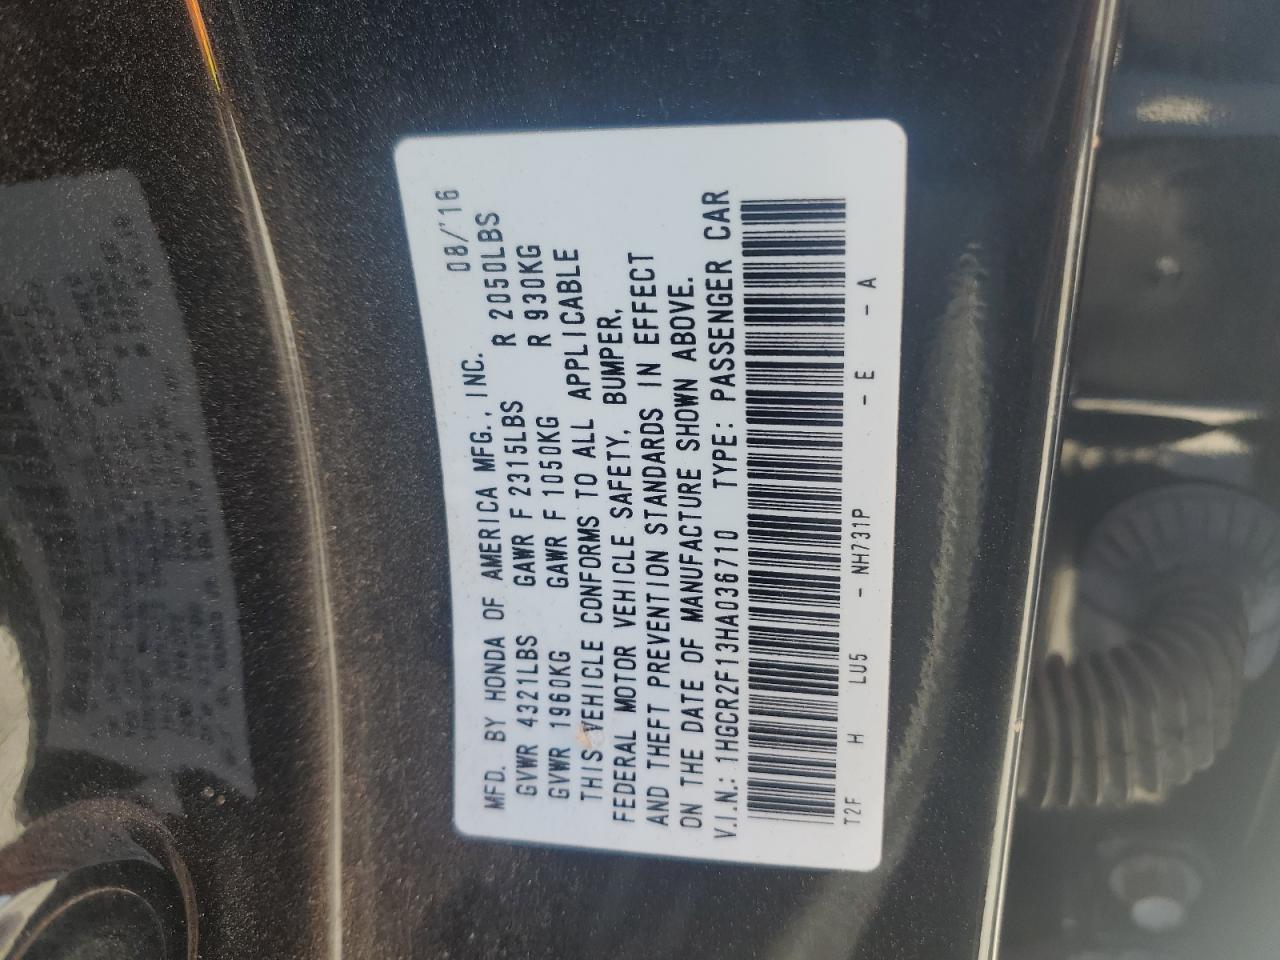 MFD. BY HONDA OF AMERICA MFG., INC. 08/'16
GVWR 4321LBS GAWR F 2315LBS R 2050LBS
GVWR 1960KG GAWR F 1050KG R 930KG
THIS VEHICLE CONFORMS TO ALL APPLICABLE
FEDERAL MOTOR VEHICLE SAFETY, BUMPER,
AND THEFT PREVENTION STANDARDS IN EFFECT
ON THE DATE OF MANUFACTURE SHOWN ABOVE.
V.I.N.: 1HGCR2F13HA036710 TYPE: PASSENGER CAR
T2F H LU5 - NH731P - E - A